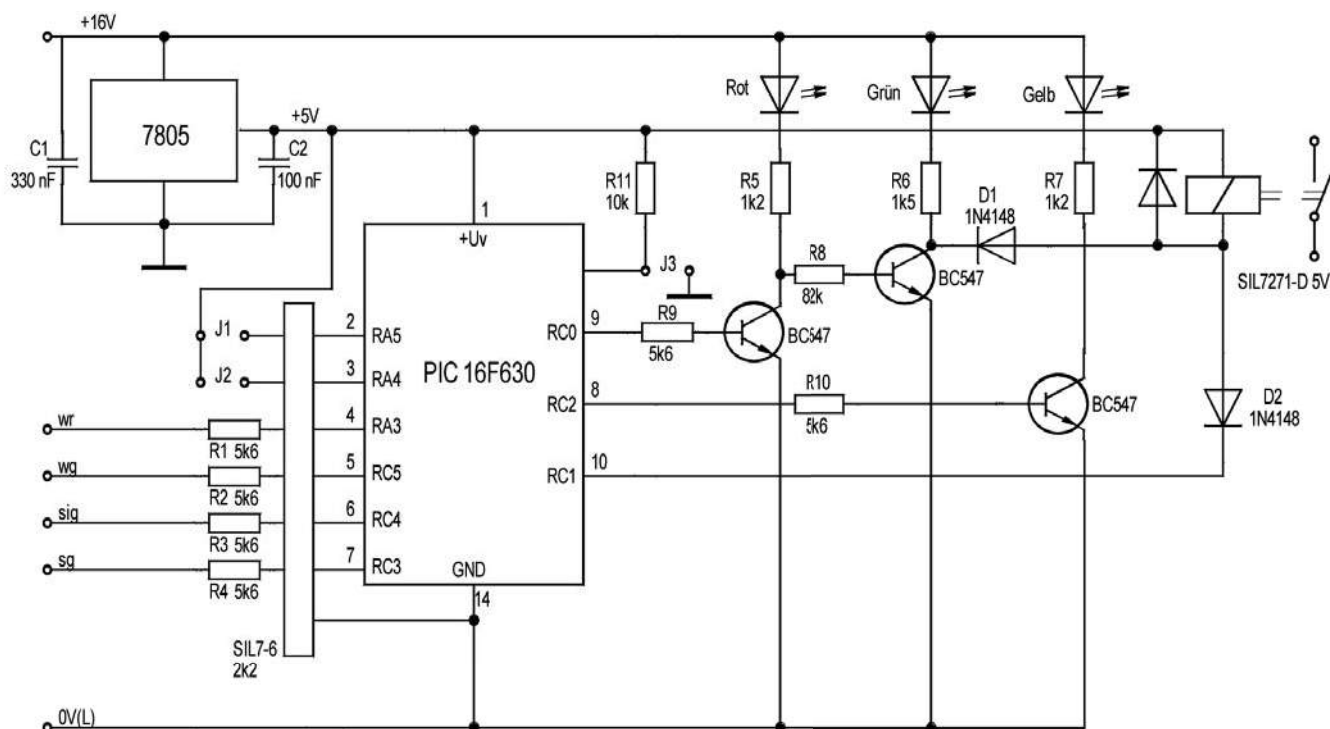 +16V
Rot
Grün
Gelb
7805
+5V
C1
330 nF
C2
100 nF
R11
10k
R5
1k2
R6
1k5
D1
1N4148
R7
1k2
1
+Uv
J3
R8
82k
BC547
SIL7271-D 5V
J1
2
RA5
RC0
9
R9
5k6
BC547
J2
3
RA4
PIC 16F630
8
RC2
R10
5k6
BC547
D2
1N4148
wr
R1 5k6
4
RA3
wg
R2 5k6
5
RC5
RC1
10
sig
R3 5k6
6
RC4
sg
R4 5k6
7
RC3
GND
14
SIL7-6
2k2
0V(L)